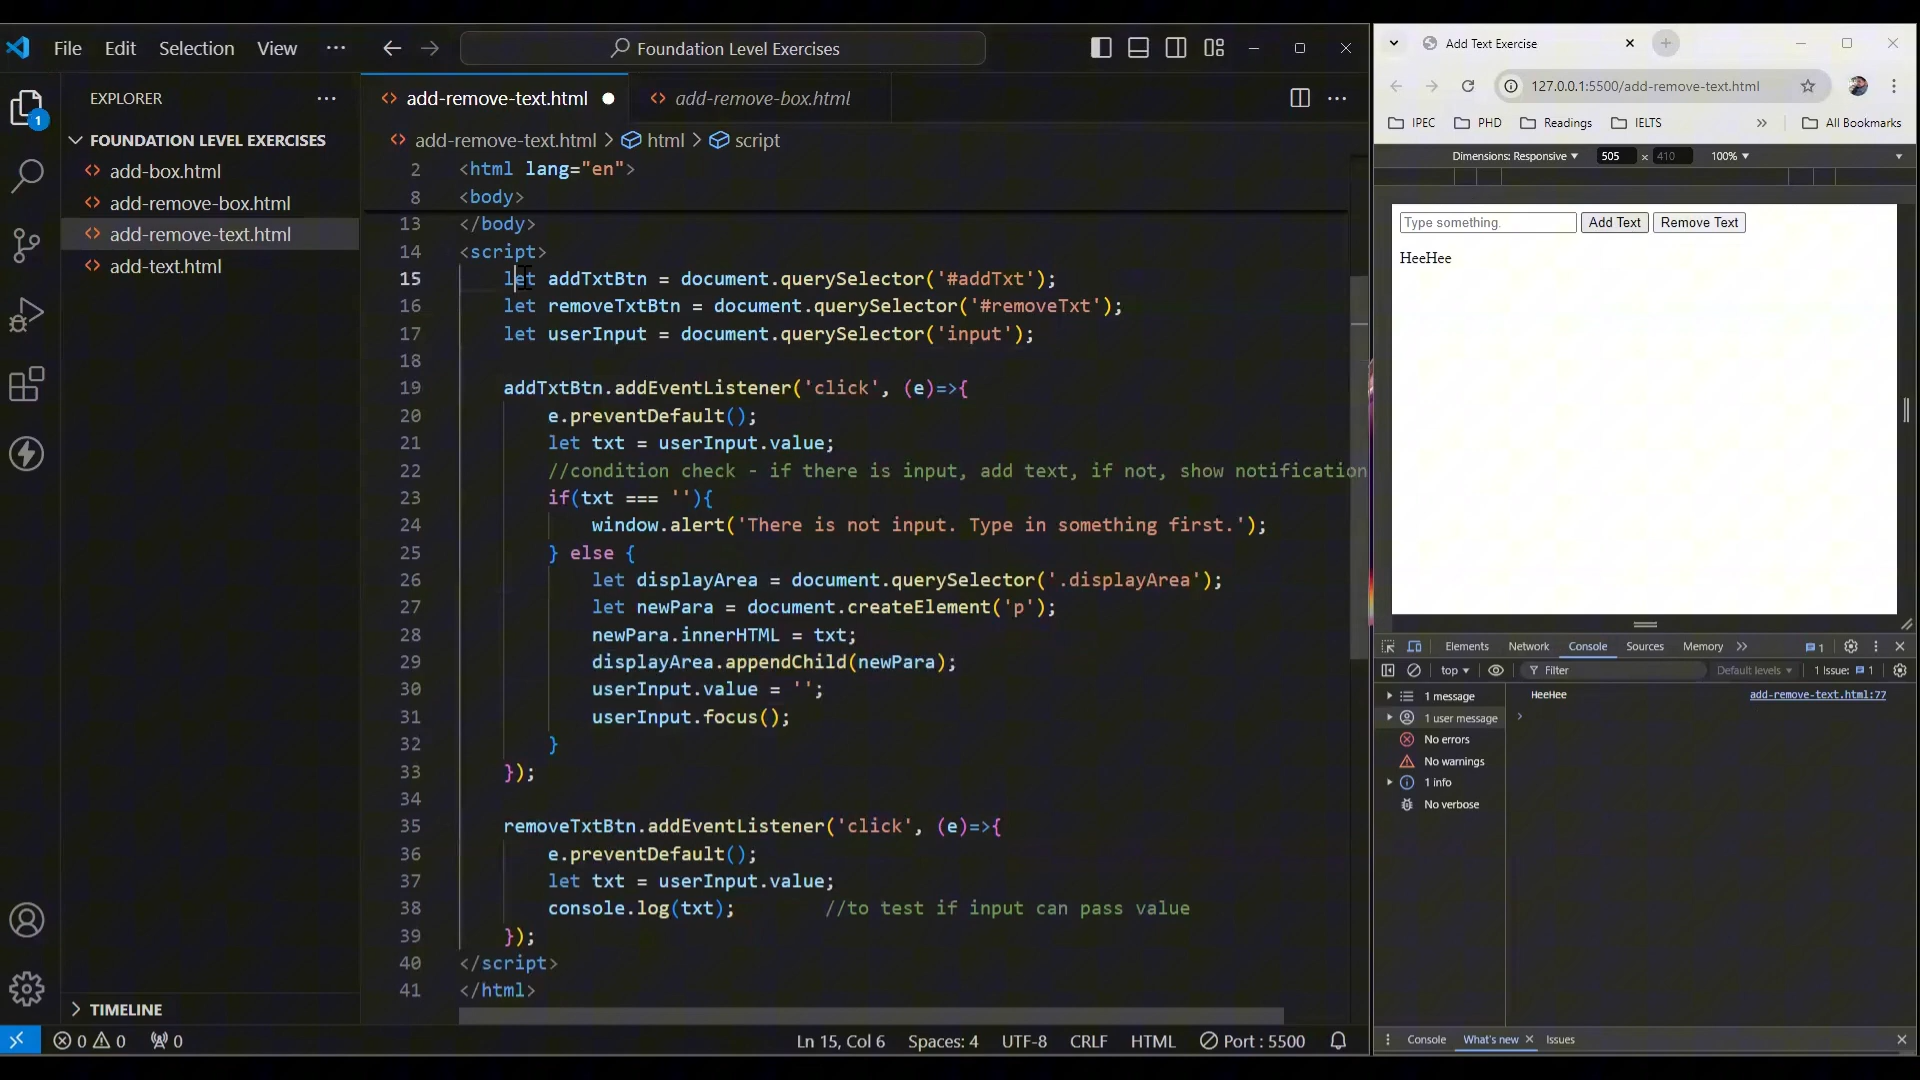 File Edit Selection View ... Foundation Level Exercises
EXPLORER
FOUNDATION LEVEL EXERCISES
add-box.html
add-remove-box.html
add-remove-text.html
add-text.html
TIMELINE
add-remove-text.html add-remove-box.html
add-remove-text.html > html > script
2 <html lang="en">
8 <body>
13 </body>
14 <script>
15 let addTxtBtn = document.querySelector('#addTxt');
16 let removeTxtBtn = document.querySelector('#removeTxt');
17 let userInput = document.querySelector('input');
18
19 addTxtBtn.addEventListener('click', (e)=>{
20 e.preventDefault();
21 let txt = userInput.value;
22 //condition check - if there is input, add text, if not, show notification
23 if(txt === ''){
24 window.alert('There is not input. Type in something first.');
25 } else {
26 let displayArea = document.querySelector('.displayArea');
27 let newPara = document.createElement('p');
28 newPara.innerHTML = txt;
29 displayArea.appendChild(newPara);
30 userInput.value = '';
31 userInput.focus();
32 }
33 });
34
35 removeTxtBtn.addEventListener('click', (e)=>{
36 e.preventDefault();
37 let txt = userInput.value;
38 console.log(txt); //to test if input can pass value
39 });
40 </script>
41 </html>
0 0 0 Ln 15, Col 6 Spaces: 4 UTF-8 CRLF HTML Port : 5500
Add Text Exercise
127.0.0.1:5500/add-remove-text.html
IPEC PHD Readings IELTS » All Bookmarks
Dimensions: Responsive 505 × 410 100%
Type something. Add Text Remove Text
HeeHee
Elements Network Console Sources Memory » 1
top Filter Default levels 1 Issue: 1
1 message
1 user message
No errors
No warnings
1 info
No verbose
HeeHee add-remove-text.html:77
Console What's new Issues
1